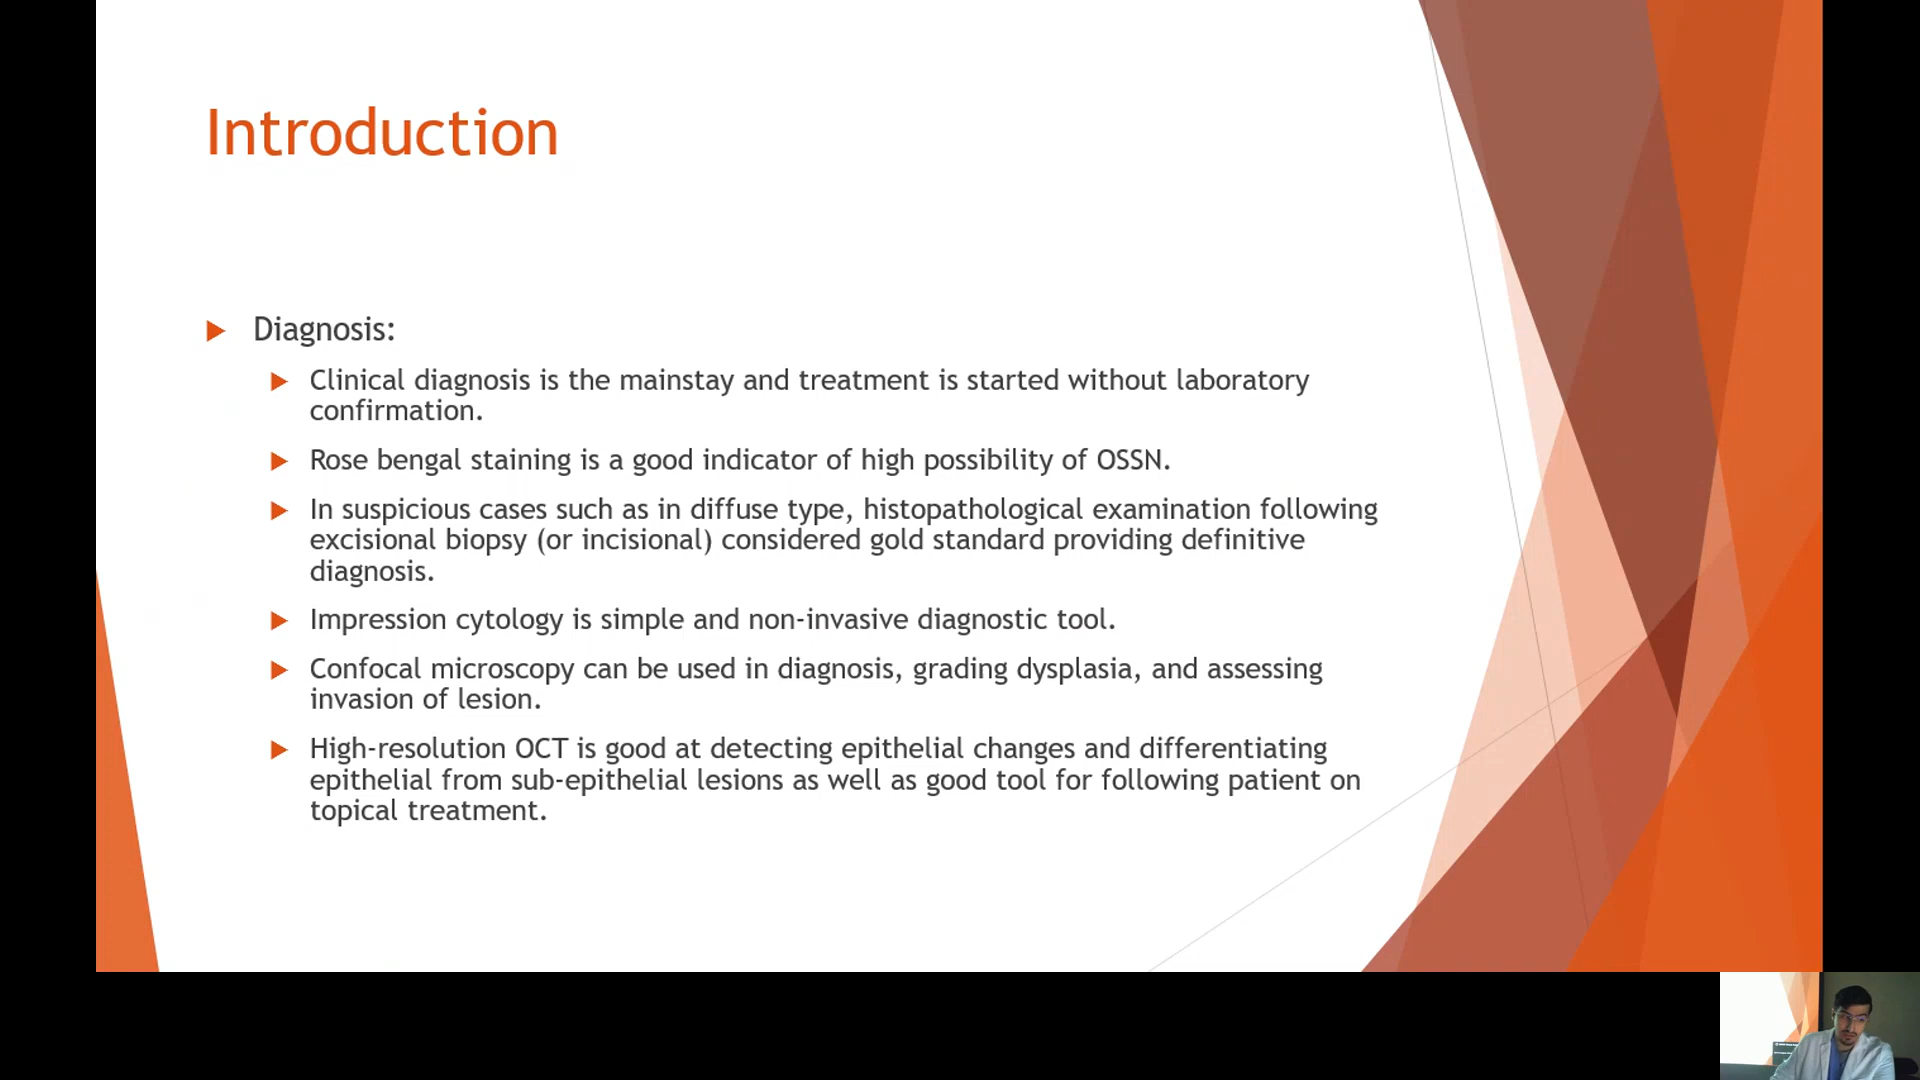 Introduction
Diagnosis:
Clinical diagnosis is the mainstay and treatment is started without laboratory
confirmation.
Rose bengal staining is a good indicator of high possibility of OSSN.
In suspicious cases such as in diffuse type, histopathological examination following
excisional biopsy (or incisional) considered gold standard providing definitive
diagnosis.
Impression cytology is simple and non-invasive diagnostic tool.
Confocal microscopy can be used in diagnosis, grading dysplasia, and assessing
invasion of lesion.
High-resolution OCT is good at detecting epithelial changes and differentiating
epithelial from sub-epithelial lesions as well as good tool for following patient on
topical treatment.